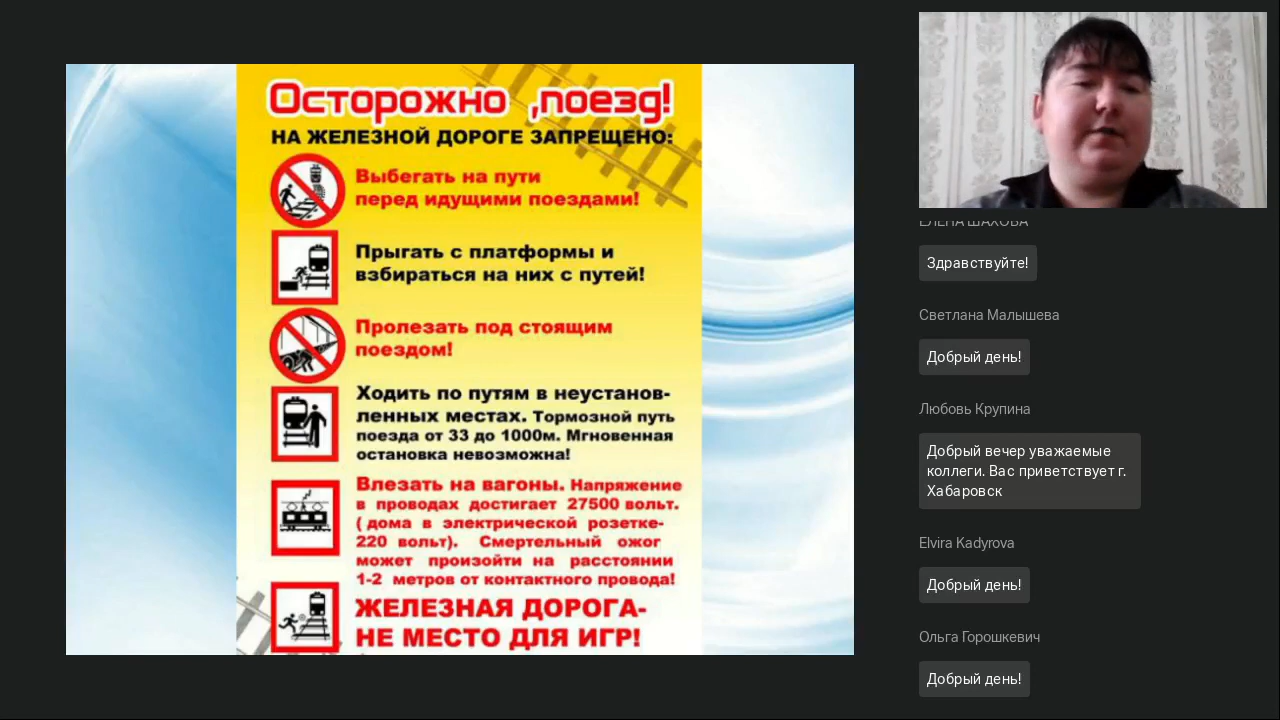 Осторожно ,поезд!
НА ЖЕЛЕЗНОЙ ДОРОГЕ ЗАПРЕЩЕНО:
Выбегать на пути
перед идущими поездами!
Прыгать с платформы и
взбираться на них с путей!
Пролезать под стоящим
поездом!
Ходить по путям в неустанов-
ленных местах. Тормозной путь
поезда от 33 до 1000м. Мгновенная
остановка невозможна!
Влезать на вагоны. Напряжение
в проводах достигает 27500 вольт.
( дома в электрической розетке-
220 вольт). Смертельный ожог
может произойти на расстоянии
1-2 метров от контактного провода!
ЖЕЛЕЗНАЯ ДОРОГА-
НЕ МЕСТО ДЛЯ ИГР!
ЕЛЕНА ШАХОВА
Здравствуйте!
Светлана Малышева
Добрый день!
Любовь Крупина
Добрый вечер уважаемые
коллеги. Вас приветствует г.
Хабаровск
Elvira Kadyrova
Добрый день!
Ольга Горошкевич
Добрый день!